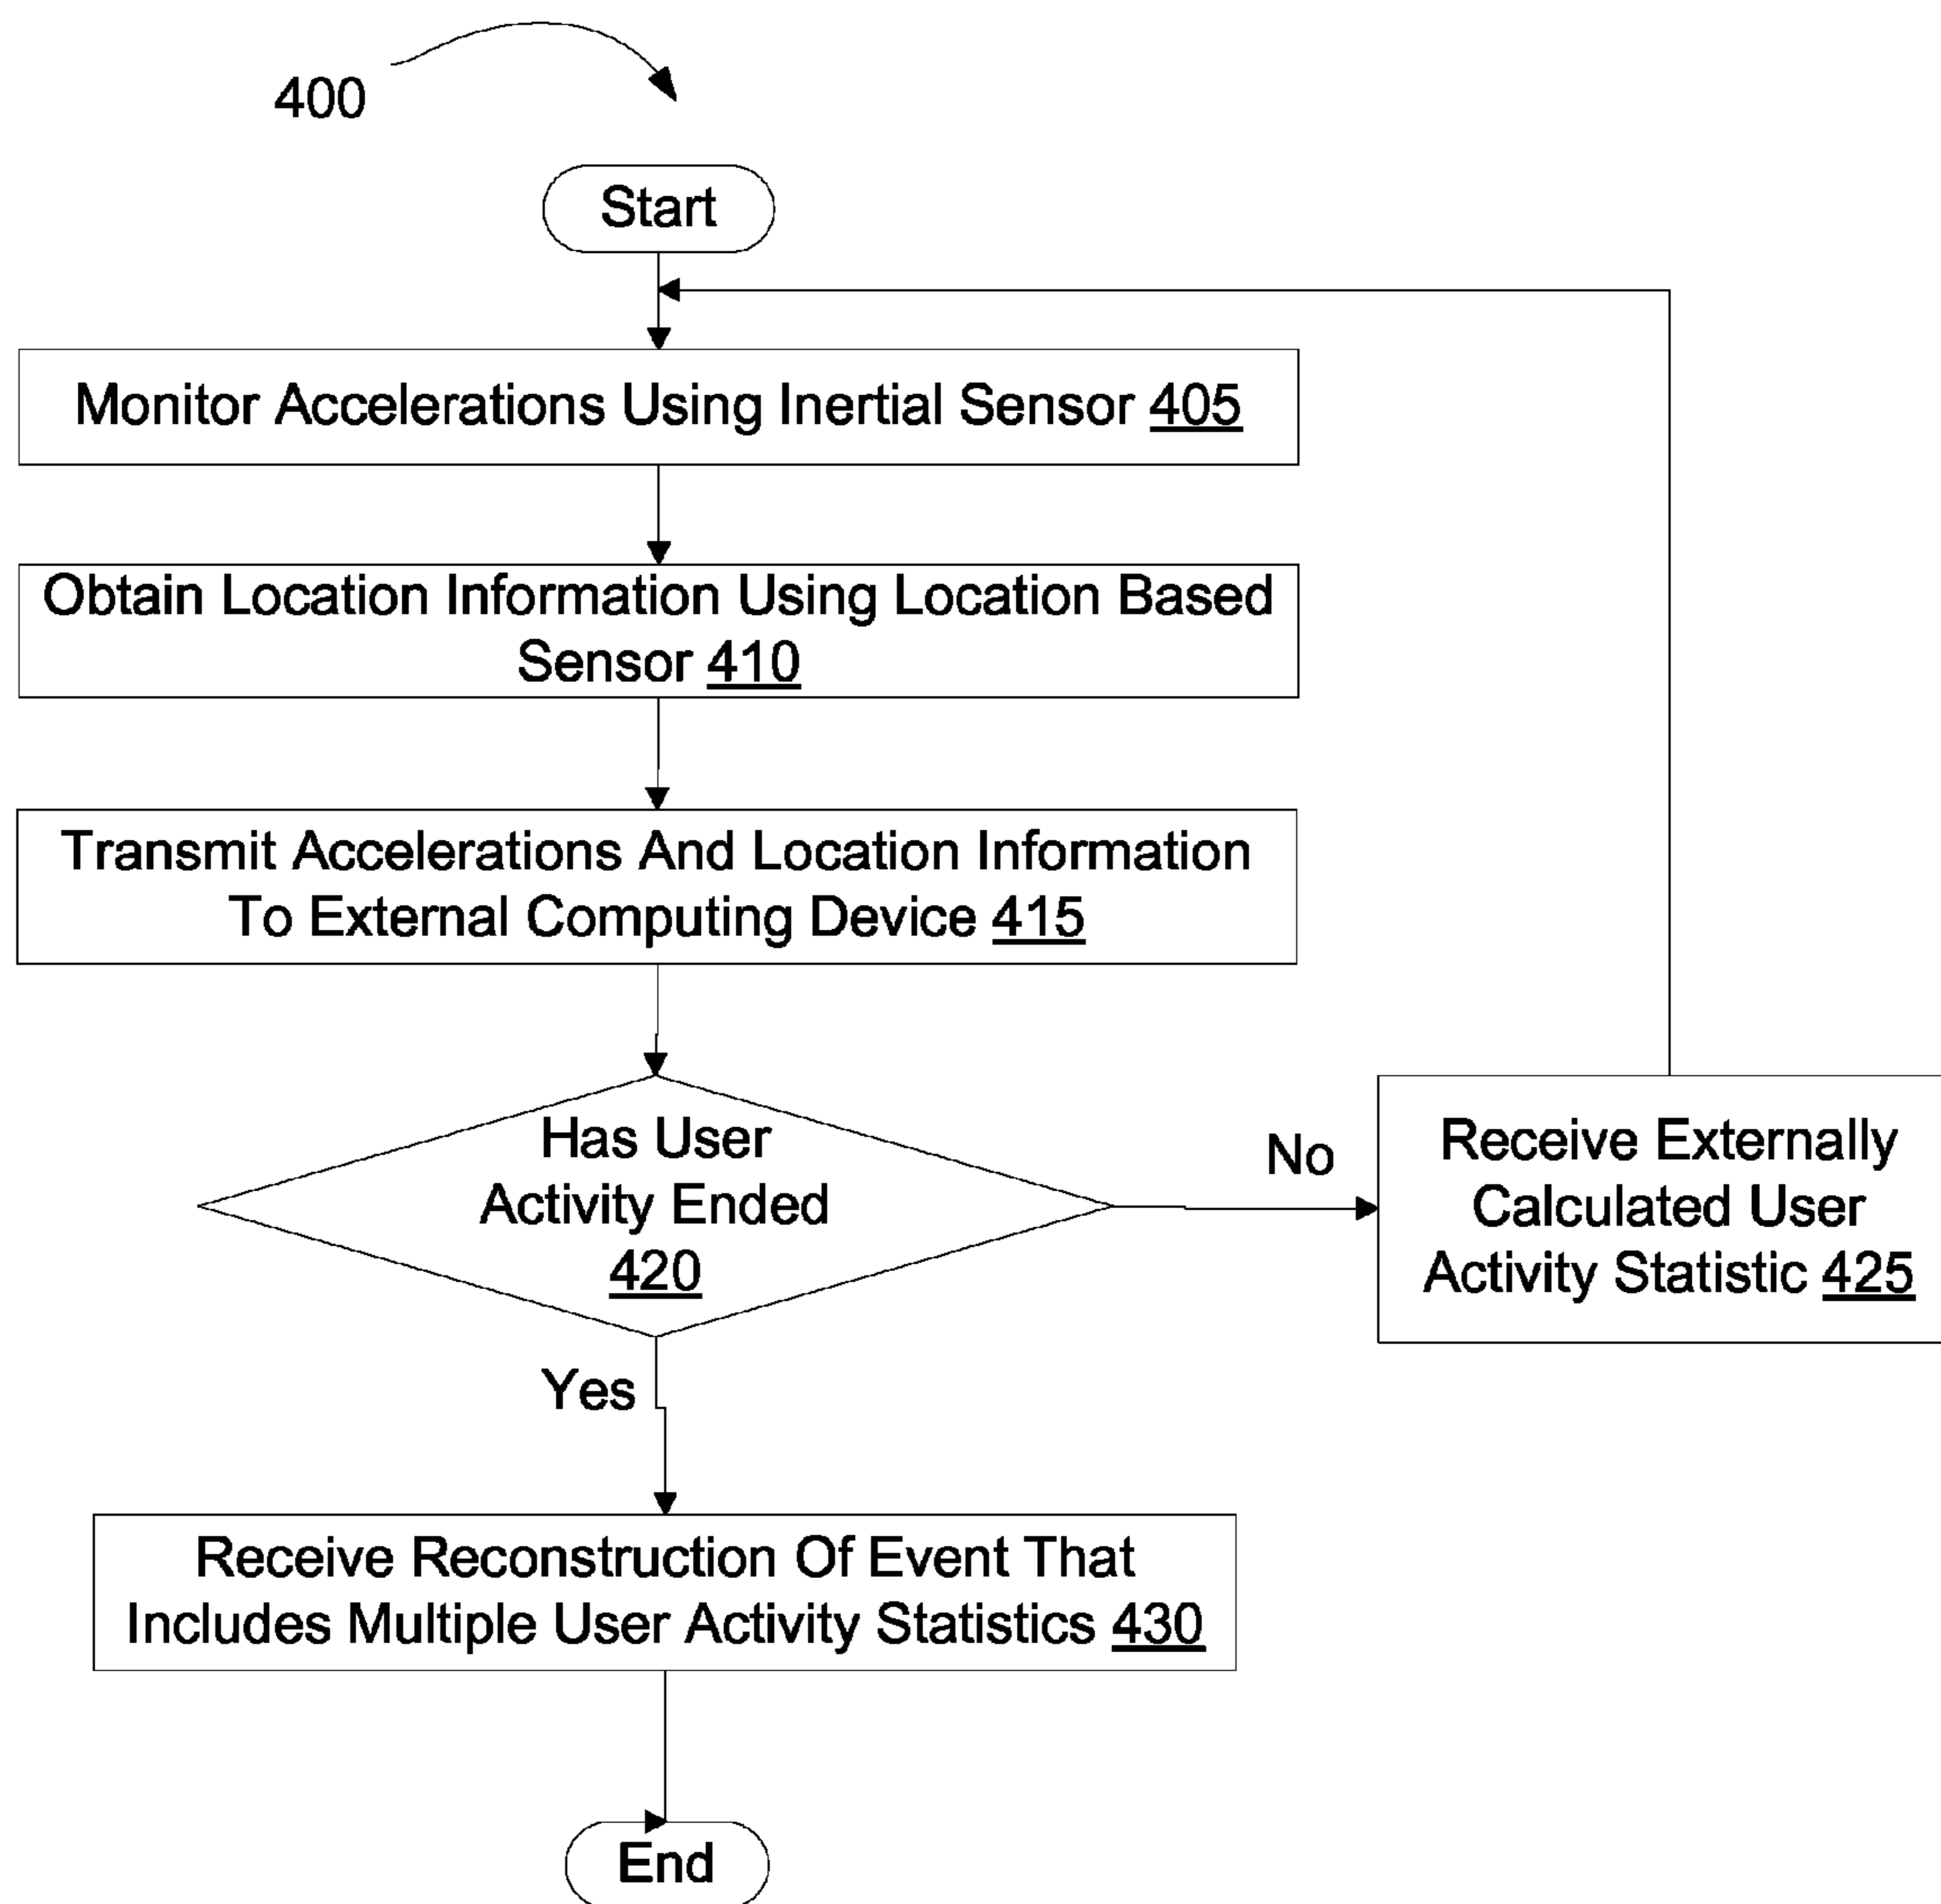 400
Start
Monitor Accelerations Using Inertial Sensor 405
Obtain Location Information Using Location Based
Sensor 410
Transmit Accelerations And Location Information
To External Computing Device 415
Has User
Activity Ended
420
No
Receive Externally
Calculated User
Activity Statistic 425
Yes
Receive Reconstruction Of Event That
Includes Multiple User Activity Statistics 430
End